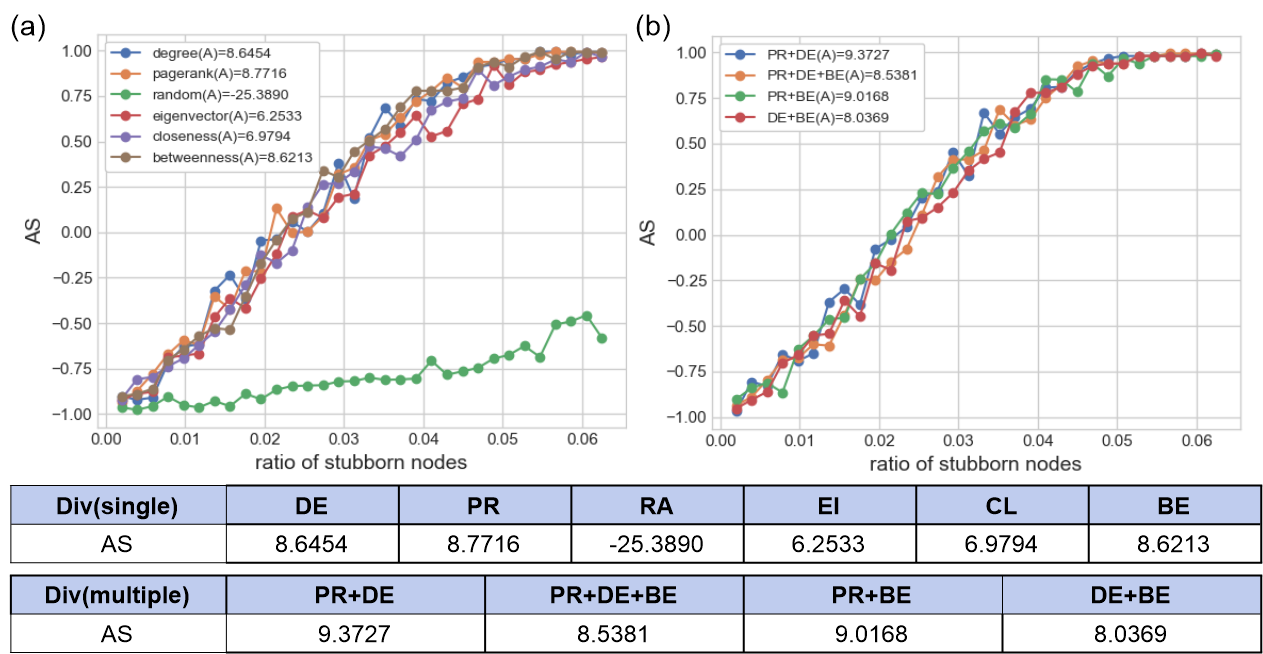 (a)
1.00
0.75
0.50
0.25
0.00
−0.25
−0.50
−0.75
−1.00
AS
degree(A)=8.6454
pagerank(A)=8.7716
random(A)=-25.3890
eigenvector(A)=6.2533
closeness(A)=6.9794
betweenness(A)=8.6213
0.00 0.01 0.02 0.03 0.04 0.05 0.06
ratio of stubborn nodes
(b)
1.00
0.75
0.50
0.25
0.00
−0.25
−0.50
−0.75
−1.00
AS
PR+DE(A)=9.3727
PR+DE+BE(A)=8.5381
PR+BE(A)=9.0168
DE+BE(A)=8.0369
0.00 0.01 0.02 0.03 0.04 0.05 0.06
ratio of stubborn nodes
Div(single) DE PR RA EI CL BE
AS 8.6454 8.7716 -25.3890 6.2533 6.9794 8.6213
Div(multiple) PR+DE PR+DE+BE PR+BE DE+BE
AS 9.3727 8.5381 9.0168 8.0369